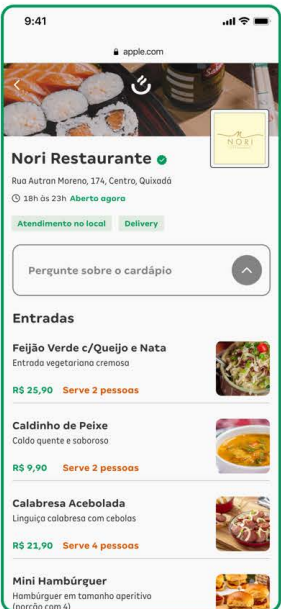 9:41
apple.com
NORI
Nori Restaurante
Rua Autran Moreno, 174, Centro, Quixadá
18h às 23h Aberto agora
Atendimento no local Delivery
Pergunte sobre o cardápio
Entradas
Feijão Verde c/Queijo e Nata
Entrada vegetariana cremosa
R$ 25,90 Serve 2 pessoas
Caldinho de Peixe
Caldo quente e saboroso
R$ 9,90 Serve 2 pessoas
Calabresa Acebolada
Linguiça calabresa com cebolas
R$ 21,90 Serve 4 pessoas
Mini Hambúrguer
Hambúrguer em tamanho aperitivo
(porção com 4)